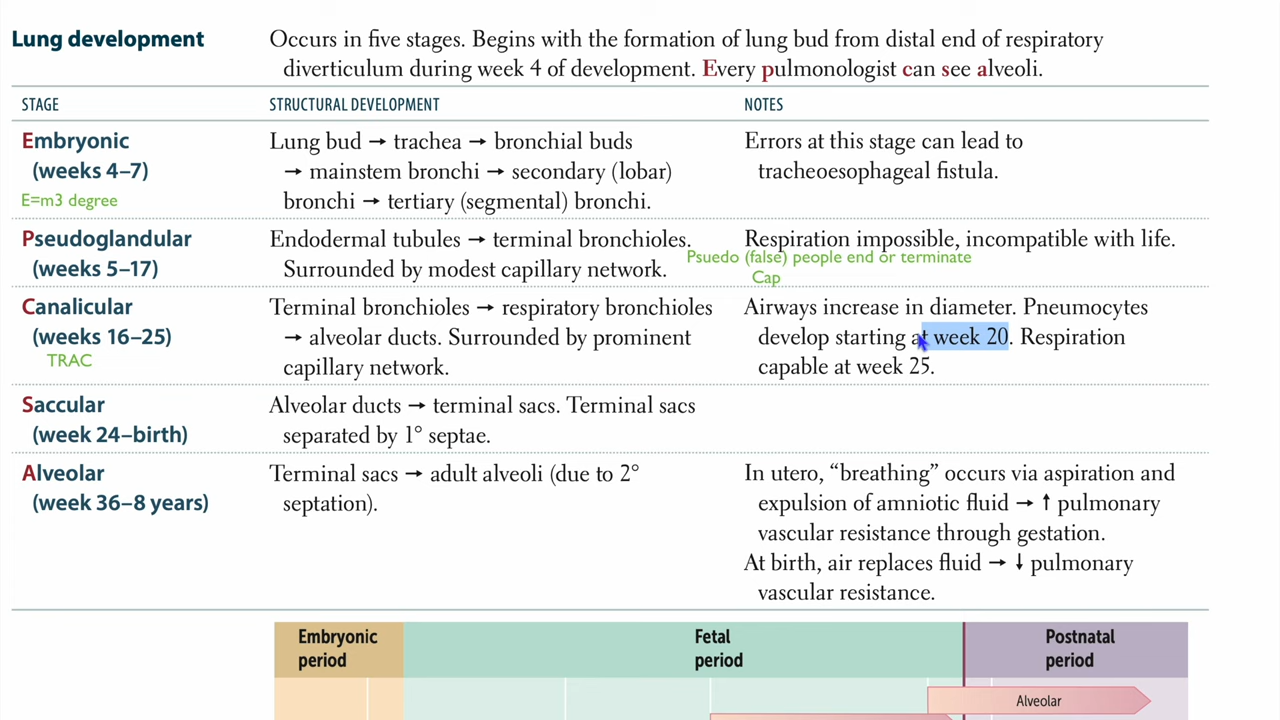 Lung development
Occurs in five stages. Begins with the formation of lung bud from distal end of respiratory
diverticulum during week 4 of development. Every pulmonologist can see alveoli.
STAGE
STRUCTURAL DEVELOPMENT
NOTES
Embryonic
(weeks 4–7)
E=m3 degree
Lung bud → trachea → bronchial buds
→ mainstem bronchi → secondary (lobar)
bronchi → tertiary (segmental) bronchi.
Errors at this stage can lead to
tracheoesophageal fistula.
Pseudoglandular
(weeks 5–17)
Endodermal tubules → terminal bronchioles.
Surrounded by modest capillary network.
Respiration impossible, incompatible with life.
Psuedo (false) people end or terminate
Cap
Canalicular
(weeks 16–25)
TRAC
Terminal bronchioles → respiratory bronchioles
→ alveolar ducts. Surrounded by prominent
capillary network.
Airways increase in diameter. Pneumocytes
develop starting at week 20. Respiration
capable at week 25.
Saccular
(week 24–birth)
Alveolar ducts → terminal sacs. Terminal sacs
separated by 1° septae.
Alveolar
(week 36–8 years)
Terminal sacs → adult alveoli (due to 2°
septation).
In utero, “breathing” occurs via aspiration and
expulsion of amniotic fluid → ↑ pulmonary
vascular resistance through gestation.
At birth, air replaces fluid → ↓ pulmonary
vascular resistance.
Embryonic
period
Fetal
period
Postnatal
period
Alveolar